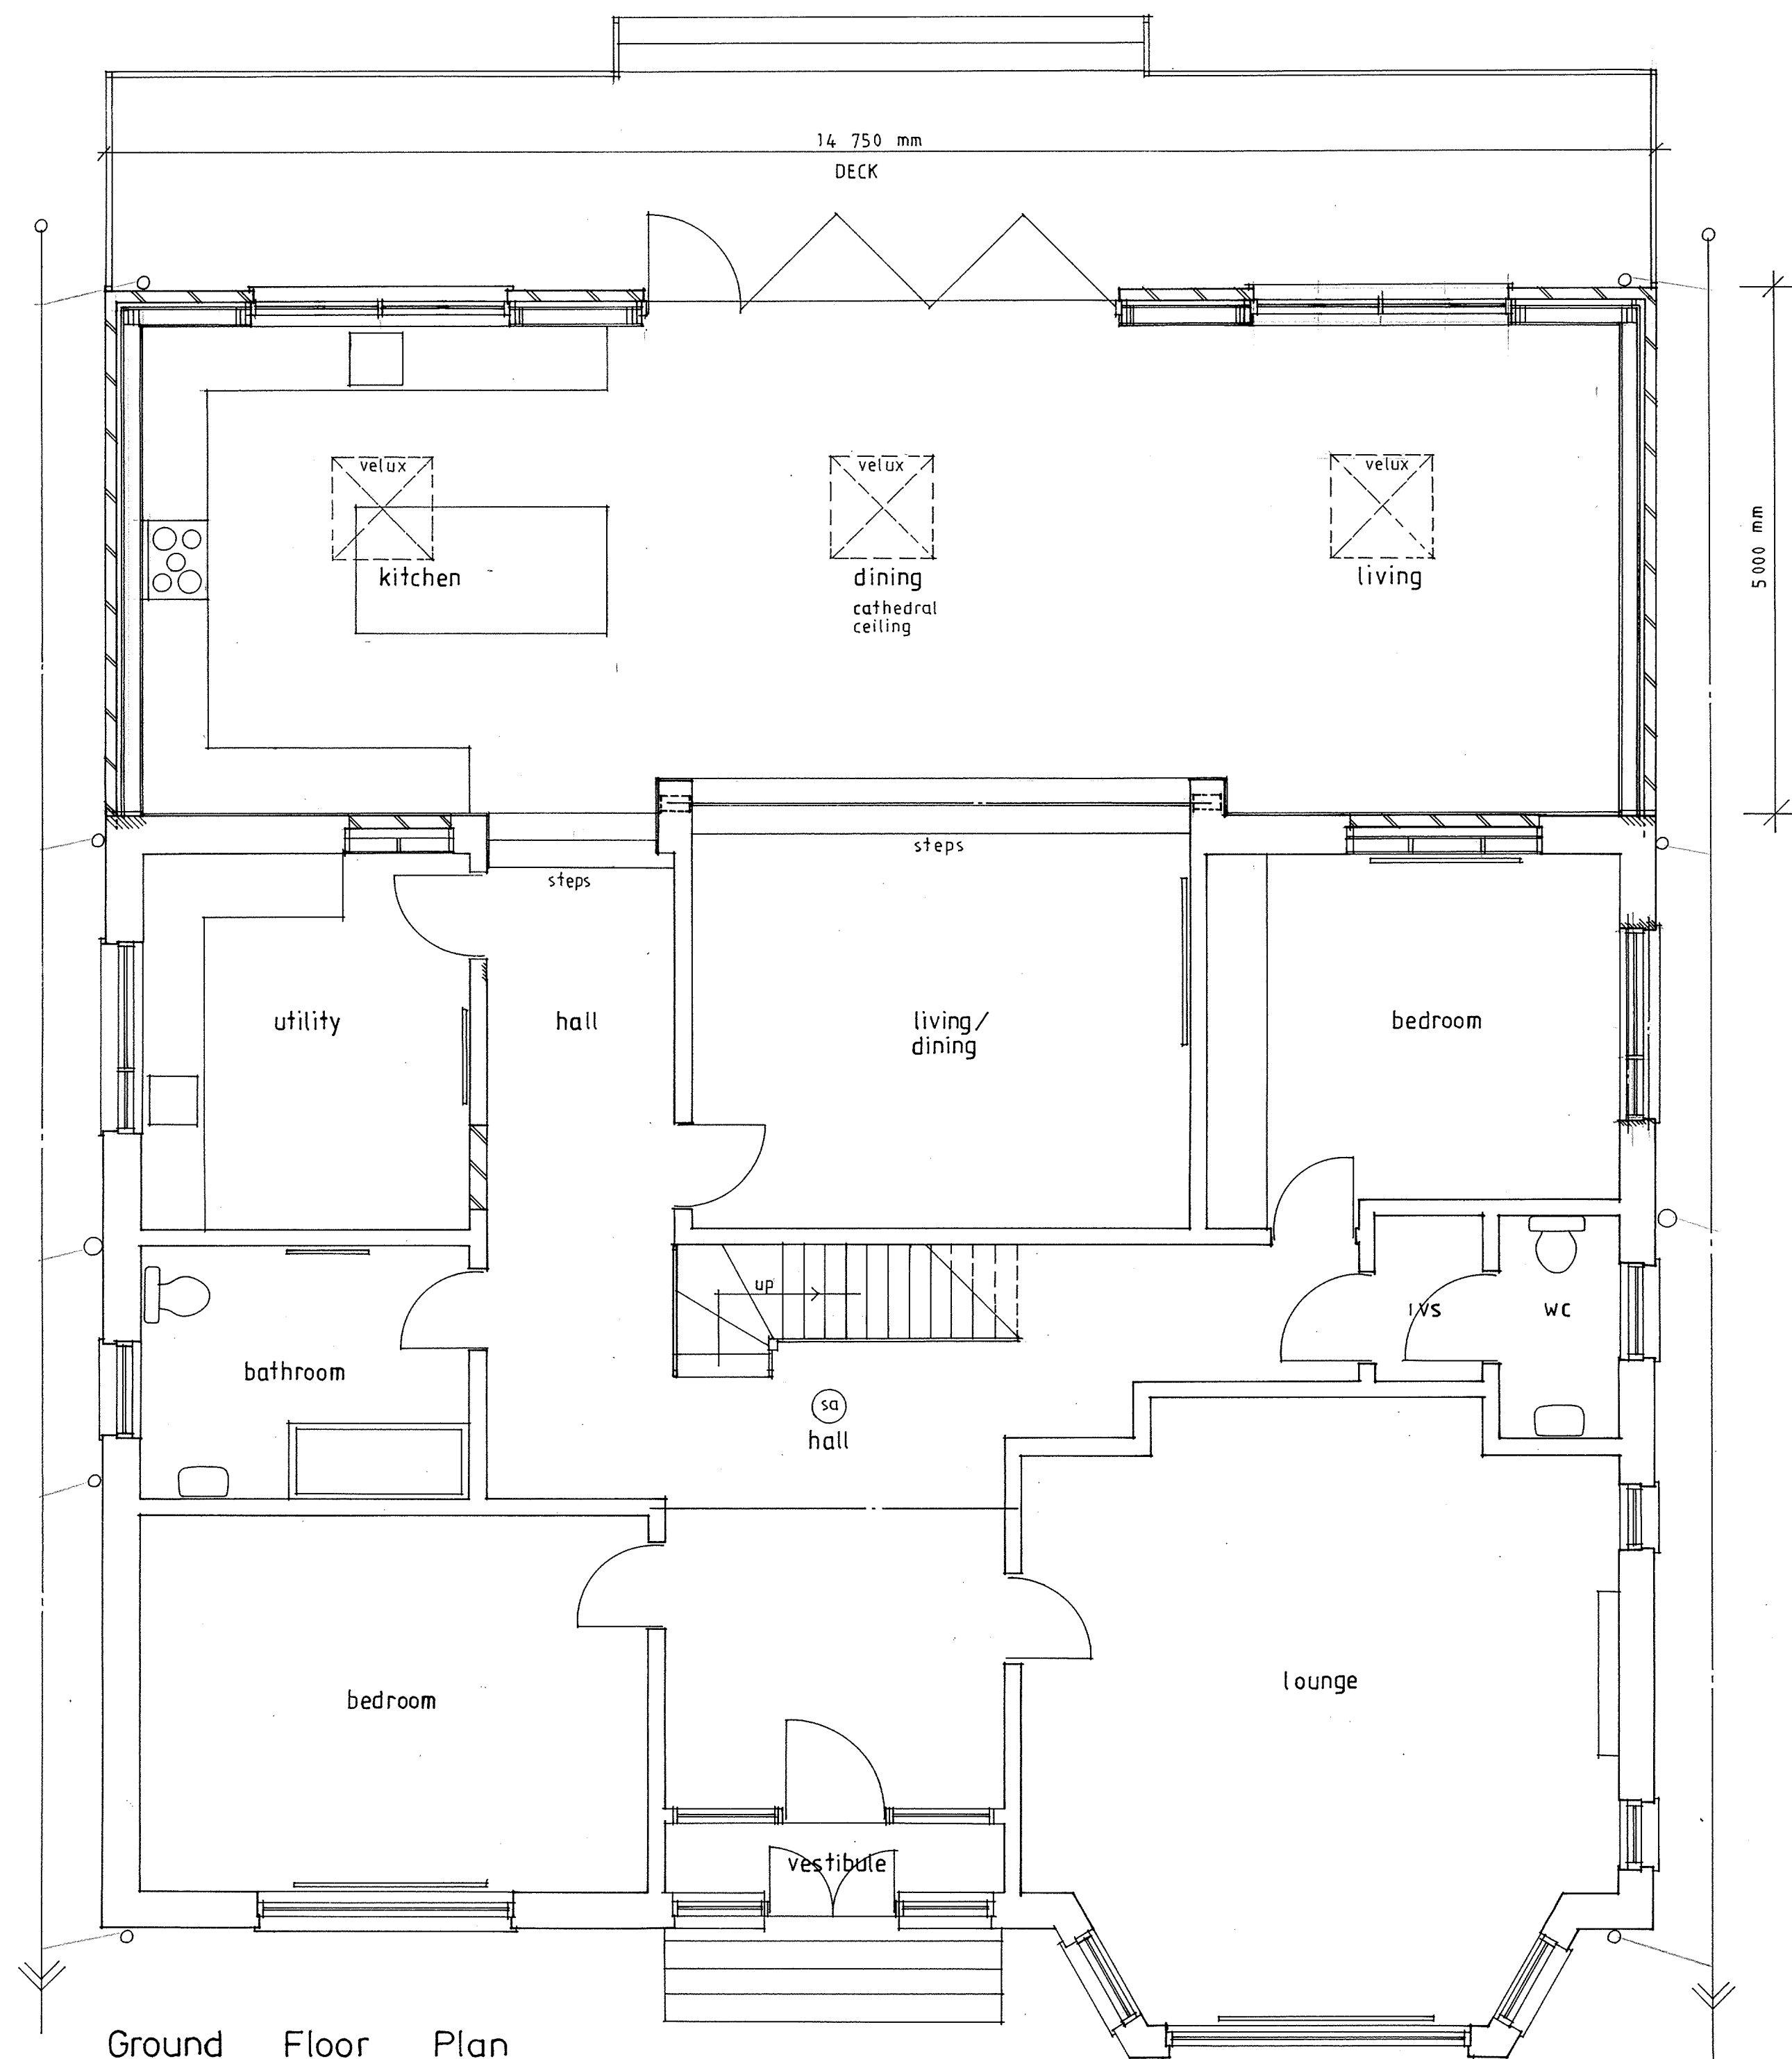 14 750 mm
DECK
velux
velux
velux
kitchen
dining
living
cathedral
ceiling
5000 mm
steps
steps
utility
hall
living/
dining
bedroom
up
IVS
WC
bathroom
sa
hall
bedroom
lounge
vestibule
Ground Floor Plan